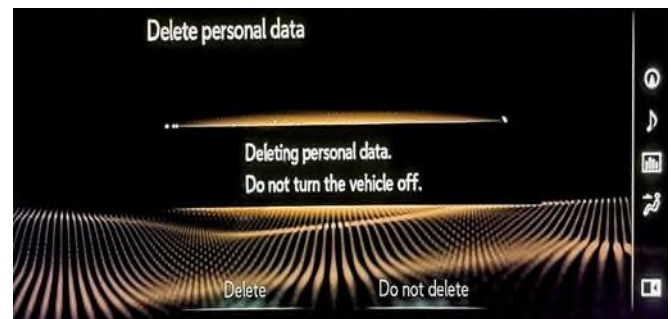 Delete personal data
Deleting personal data.
Do not turn the vehicle off.
Delete
Do not delete